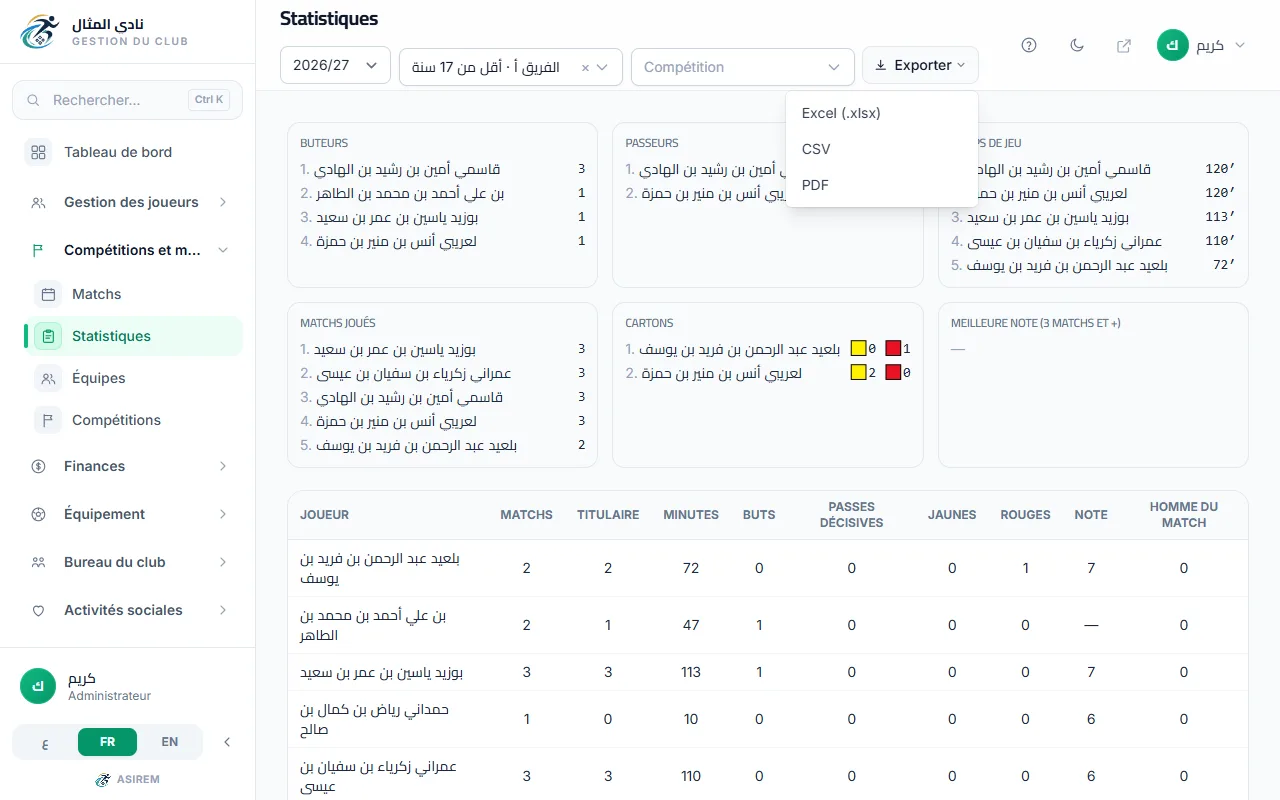 نادي المثال
GESTION DU CLUB
Rechercher...
Ctrl K
Tableau de bord
Gestion des joueurs
Compétitions et m...
Matchs
Statistiques
Équipes
Compétitions
Finances
Équipement
Bureau du club
Activités sociales
ك
كريم
Administrateur
ع
FR
EN
ASIREM
Statistiques
2026/27
الفريق أ · أقل من 17 سنة
×
Compétition
Exporter
ك
كريم
Excel (.xlsx)
CSV
PDF
BUTEURS
1. قاسمي أمين بن رشيد بن الهادي 3
2. بن علي أحمد بن محمد بن الطاهر 1
3. بوزيد ياسين بن عمر بن سعيد 1
4. لعريبي أنس بن منير بن حمزة 1
PASSEURS
1. أمين بن رشيد بن الهادي
2. أنس بن منير بن حمزة
PS DE JEU
قاسمي أمين بن رشيد بن الهادي 120′
لعريبي أنس بن منير بن حمزة 120′
3. بوزيد ياسين بن عمر بن سعيد 113′
4. عمراني زكرياء بن سفيان بن عيسى 110′
5. بلعيد عبد الرحمن بن فريد بن يوسف 72′
MATCHS JOUÉS
1. بوزيد ياسين بن عمر بن سعيد 3
2. عمراني زكرياء بن سفيان بن عيسى 3
3. قاسمي أمين بن رشيد بن الهادي 3
4. لعريبي أنس بن منير بن حمزة 3
5. بلعيد عبد الرحمن بن فريد بن يوسف 2
CARTONS
1. بلعيد عبد الرحمن بن فريد بن يوسف 0 1
2. لعريبي أنس بن منير بن حمزة 2 0
MEILLEURE NOTE (3 MATCHS ET +)
—
JOUEUR MATCHS TITULAIRE MINUTES BUTS PASSES DÉCISIVES JAUNES ROUGES NOTE HOMME DU MATCH
بلعيد عبد الرحمن بن فريد بن
يوسف
2 2 72 0 0 0 1 7 0
بن علي أحمد بن محمد بن
الطاهر
2 1 47 1 0 0 0 — 0
بوزيد ياسين بن عمر بن سعيد
3 3 113 1 0 0 0 7 0
حمداني رياض بن كمال بن
صالح
1 0 10 0 0 0 0 6 0
عمراني زكرياء بن سفيان بن
عيسى
3 3 110 0 0 0 0 6 0